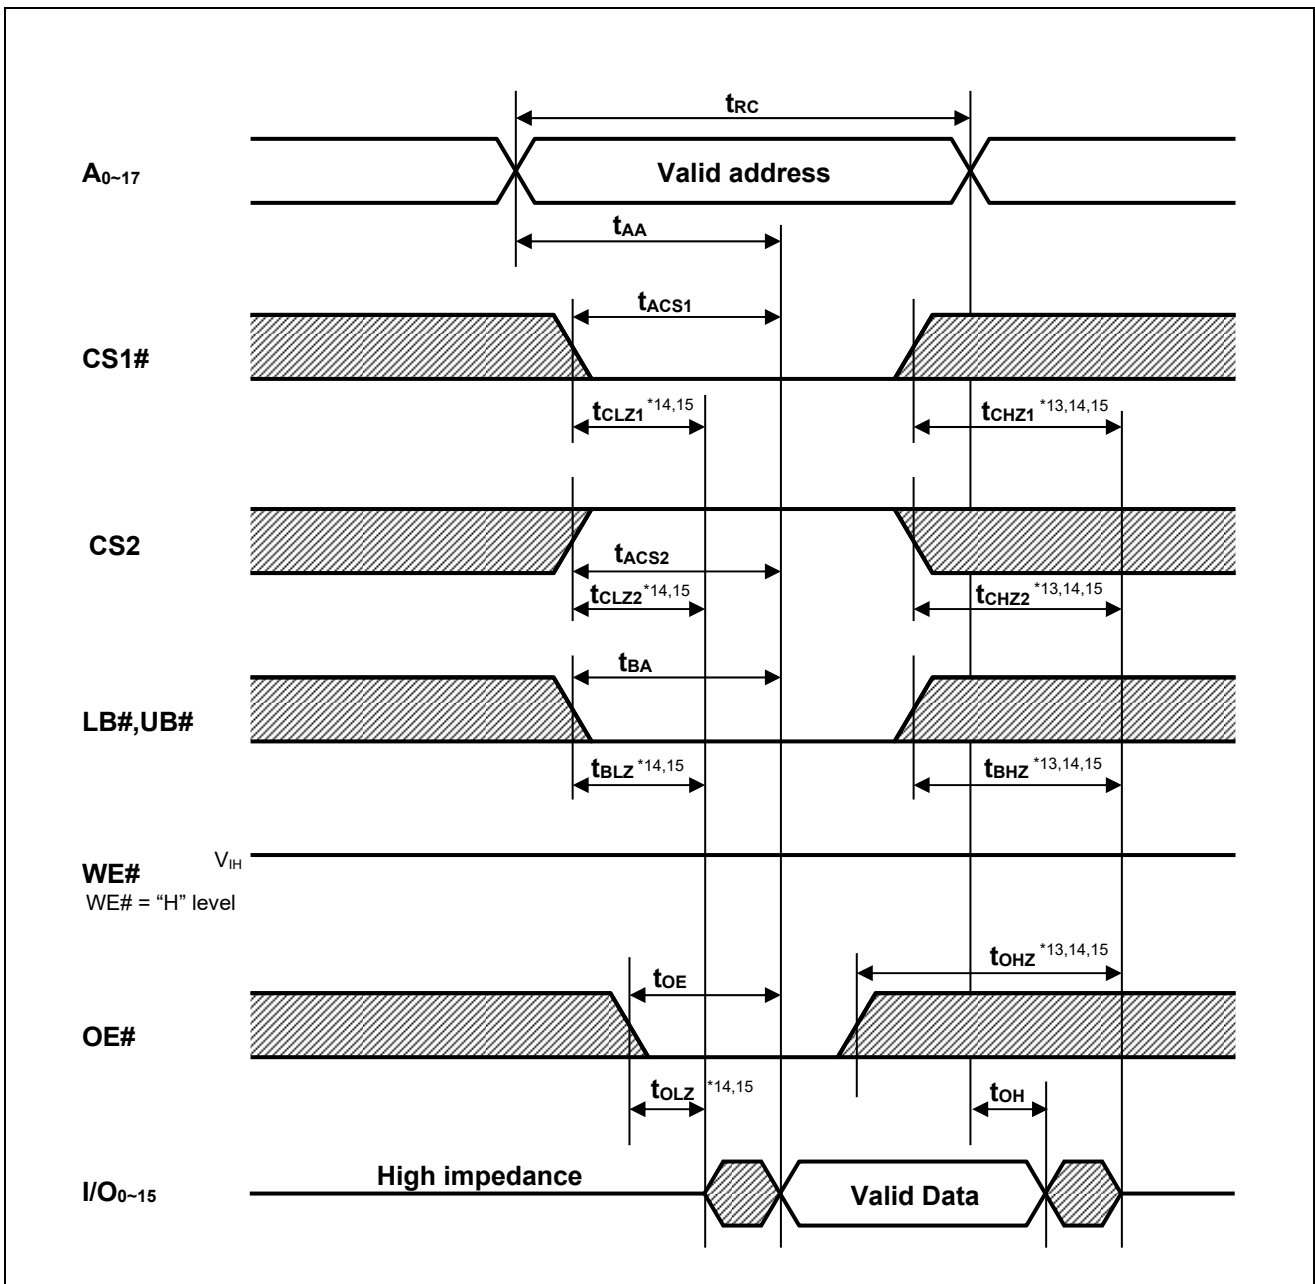 tRC
A0~17
Valid address
tAA
tACS1
CS1#
tCLZ1 *14,15
tCHZ1 *13,14,15
CS2
tACS2
tCLZ2 *14,15
tCHZ2 *13,14,15
tBA
LB#,UB#
tBLZ *14,15
tBHZ *13,14,15
VIH
WE#
WE# = “H” level
tOHZ *13,14,15
tOE
OE#
tOLZ *14,15
tOH
High impedance
I/O0~15
Valid Data